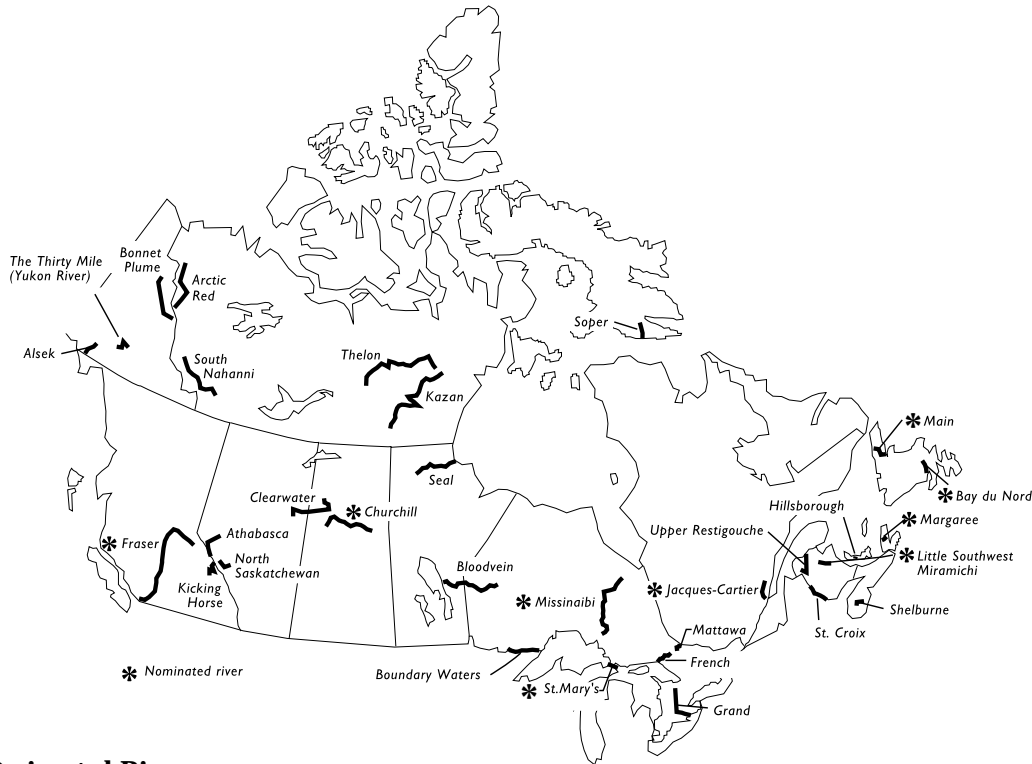 The Thirty Mile
(Yukon River)
Bonnet
Plume
Arctic
Red
Alsek
South
Nahanni
Thelon
Kazan
Soper
Seal
Clearwater
* Churchill
* Fraser
Athabasca
North
Saskatchewan
Kicking
Horse
Bloodvein
* Missinaibi
* Main
* Bay du Nord
Hillsborough
* Margaree
Upper Restigouche
* Little Southwest
Miramichi
* Jacques-Cartier
Shelburne
St. Croix
Mattawa
French
Boundary Waters
* St.Mary's
Grand
* Nominated river